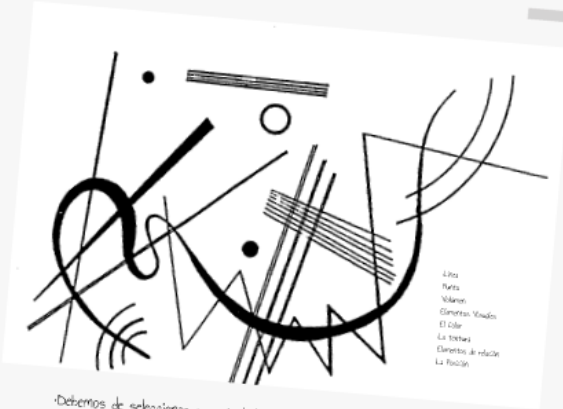 Línea
Punto
Volumen
Elementos Visuales
El Color
La textura
Elementos de relación
La Posición
·Debemos de